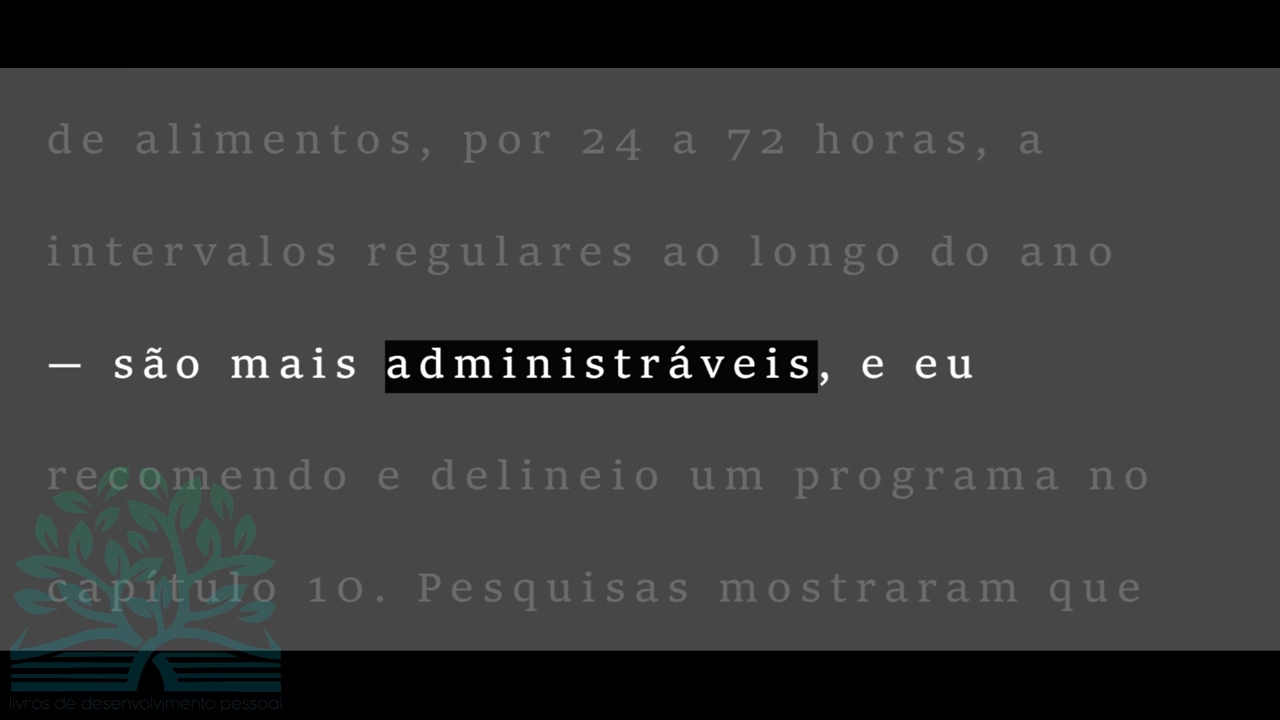 de alimentos, por 24 a 72 horas, a
intervalos regulares ao longo do ano
— são mais administráveis, e eu
recomendo e delineio um programa no
capítulo 10. Pesquisas mostraram que
livros de desenvolvimento pessoal